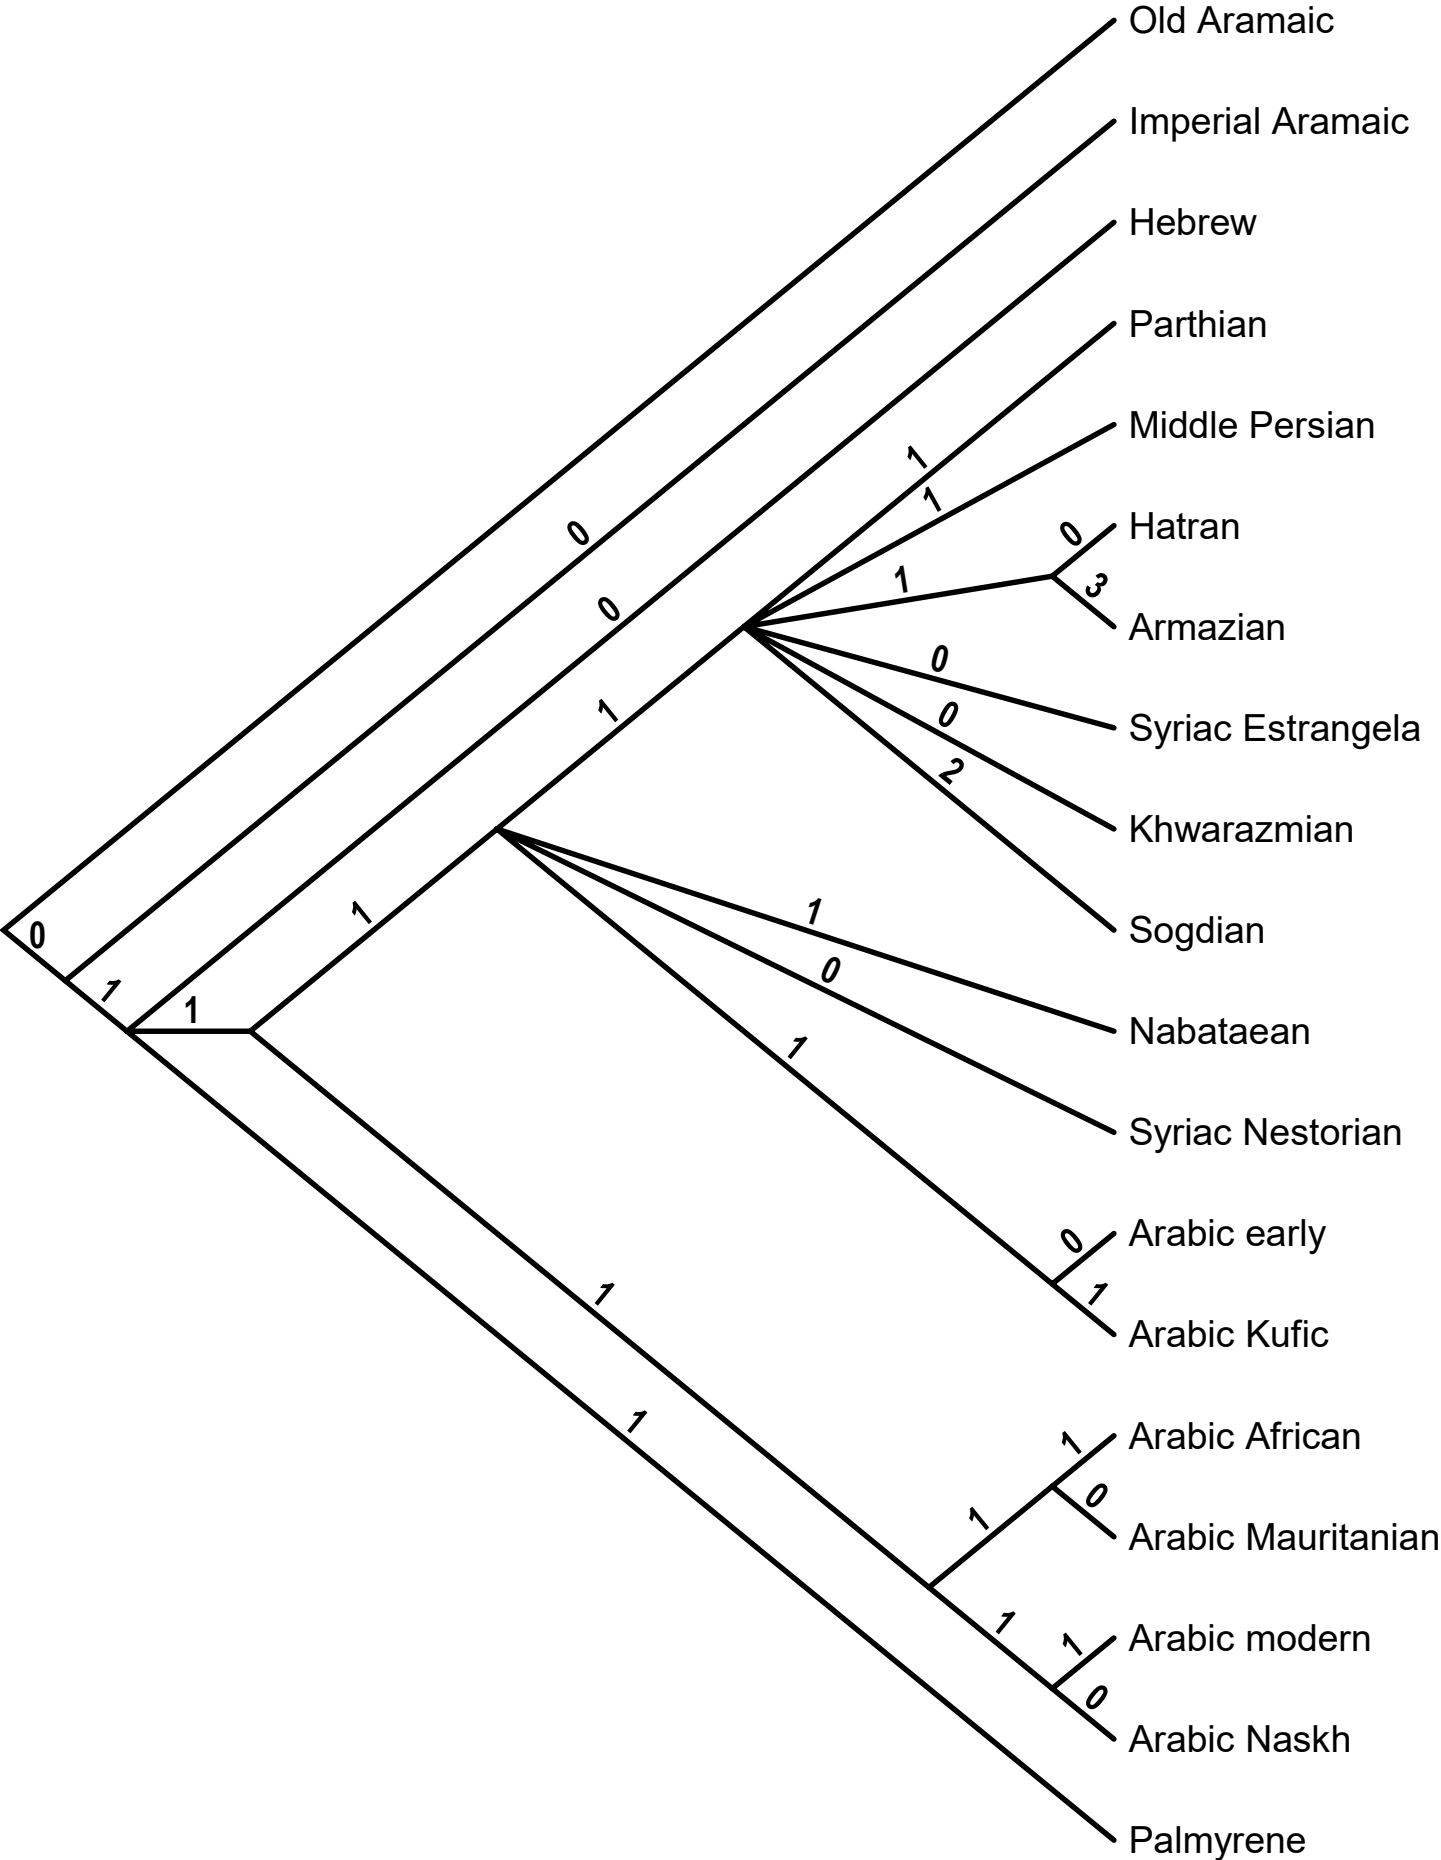 Old Aramaic
Imperial Aramaic
Hebrew
Parthian
1
Middle Persian
1
Hatran
0
0
1
3
0
Armazian
0
1
Syriac Estrangela
0
2
Khwarazmian
1
1
Sogdian
0
0
1
1
Nabataean
1
Syriac Nestorian
0
Arabic early
1
1
Arabic Kufic
1
1
Arabic African
0
1
Arabic Mauritanian
1
1
Arabic modern
0
Arabic Naskh
Palmyrene